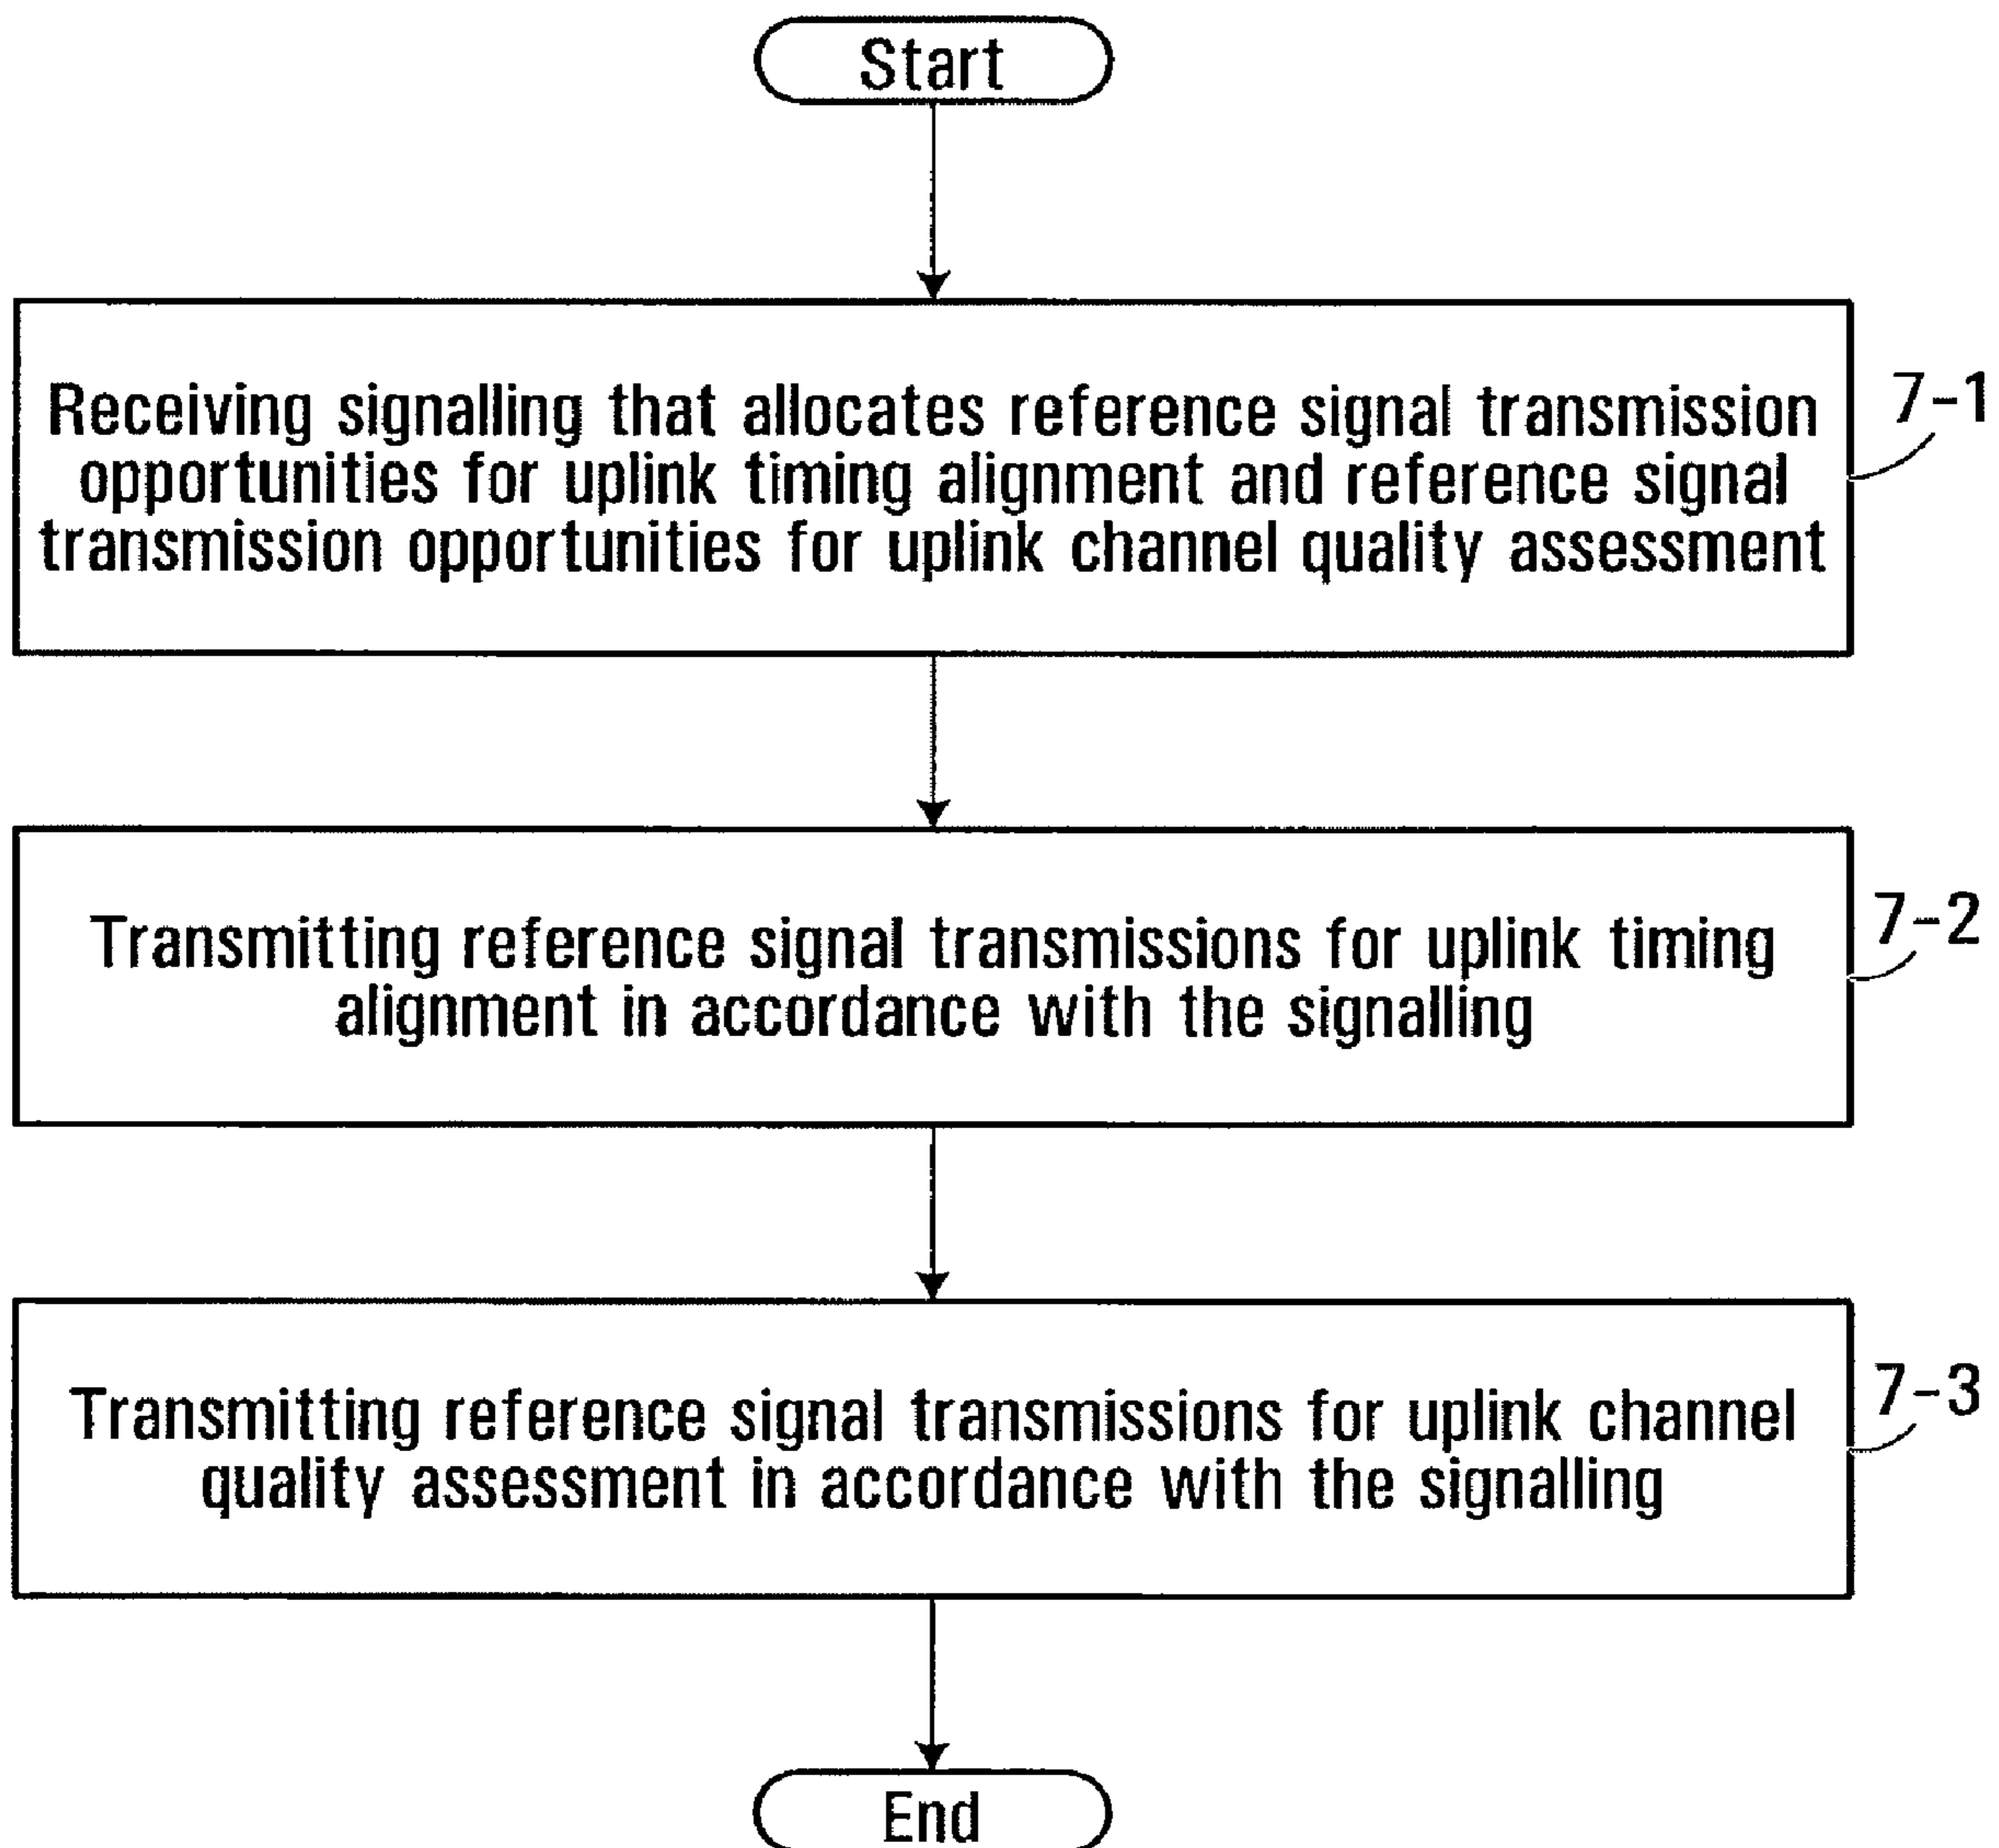 Start
Receiving signalling that allocates reference signal transmission
opportunities for uplink timing alignment and reference signal
transmission opportunities for uplink channel quality assessment
7-1
Transmitting reference signal transmissions for uplink timing
alignment in accordance with the signalling
7-2
Transmitting reference signal transmissions for uplink channel
quality assessment in accordance with the signalling
7-3
End